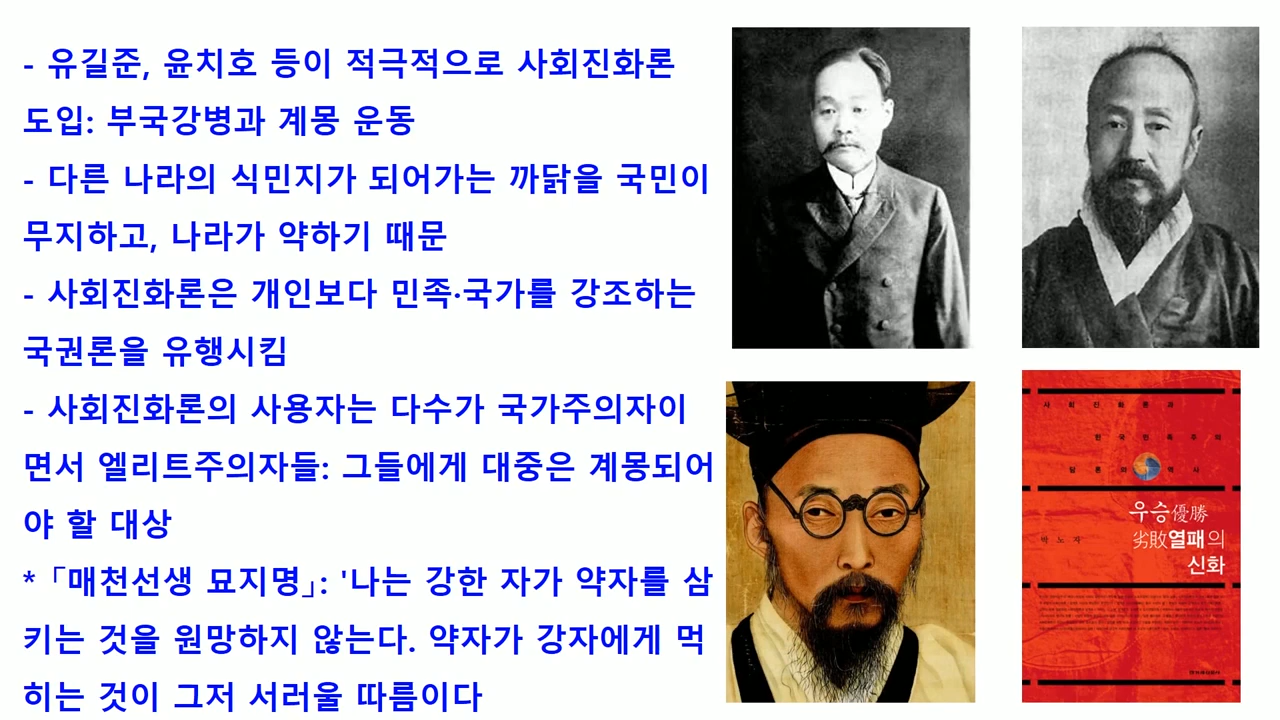 - 유길준, 윤치호 등이 적극적으로 사회진화론
도입: 부국강병과 계몽 운동
- 다른 나라의 식민지가 되어가는 까닭을 국민이
무지하고, 나라가 약하기 때문
- 사회진화론은 개인보다 민족·국가를 강조하는
국권론을 유행시킴
- 사회진화론의 사용자는 다수가 국가주의자이
면서 엘리트주의자들: 그들에게 대중은 계몽되어
야 할 대상
*「매천선생 묘지명」: '나는 강한 자가 약자를 삼
키는 것을 원망하지 않는다. 약자가 강자에게 먹
히는 것이 그저 서러울 따름이다
사회진화론과
한국민족주의
담론의 역사
우승優勝
劣敗열패의
신화
박노자